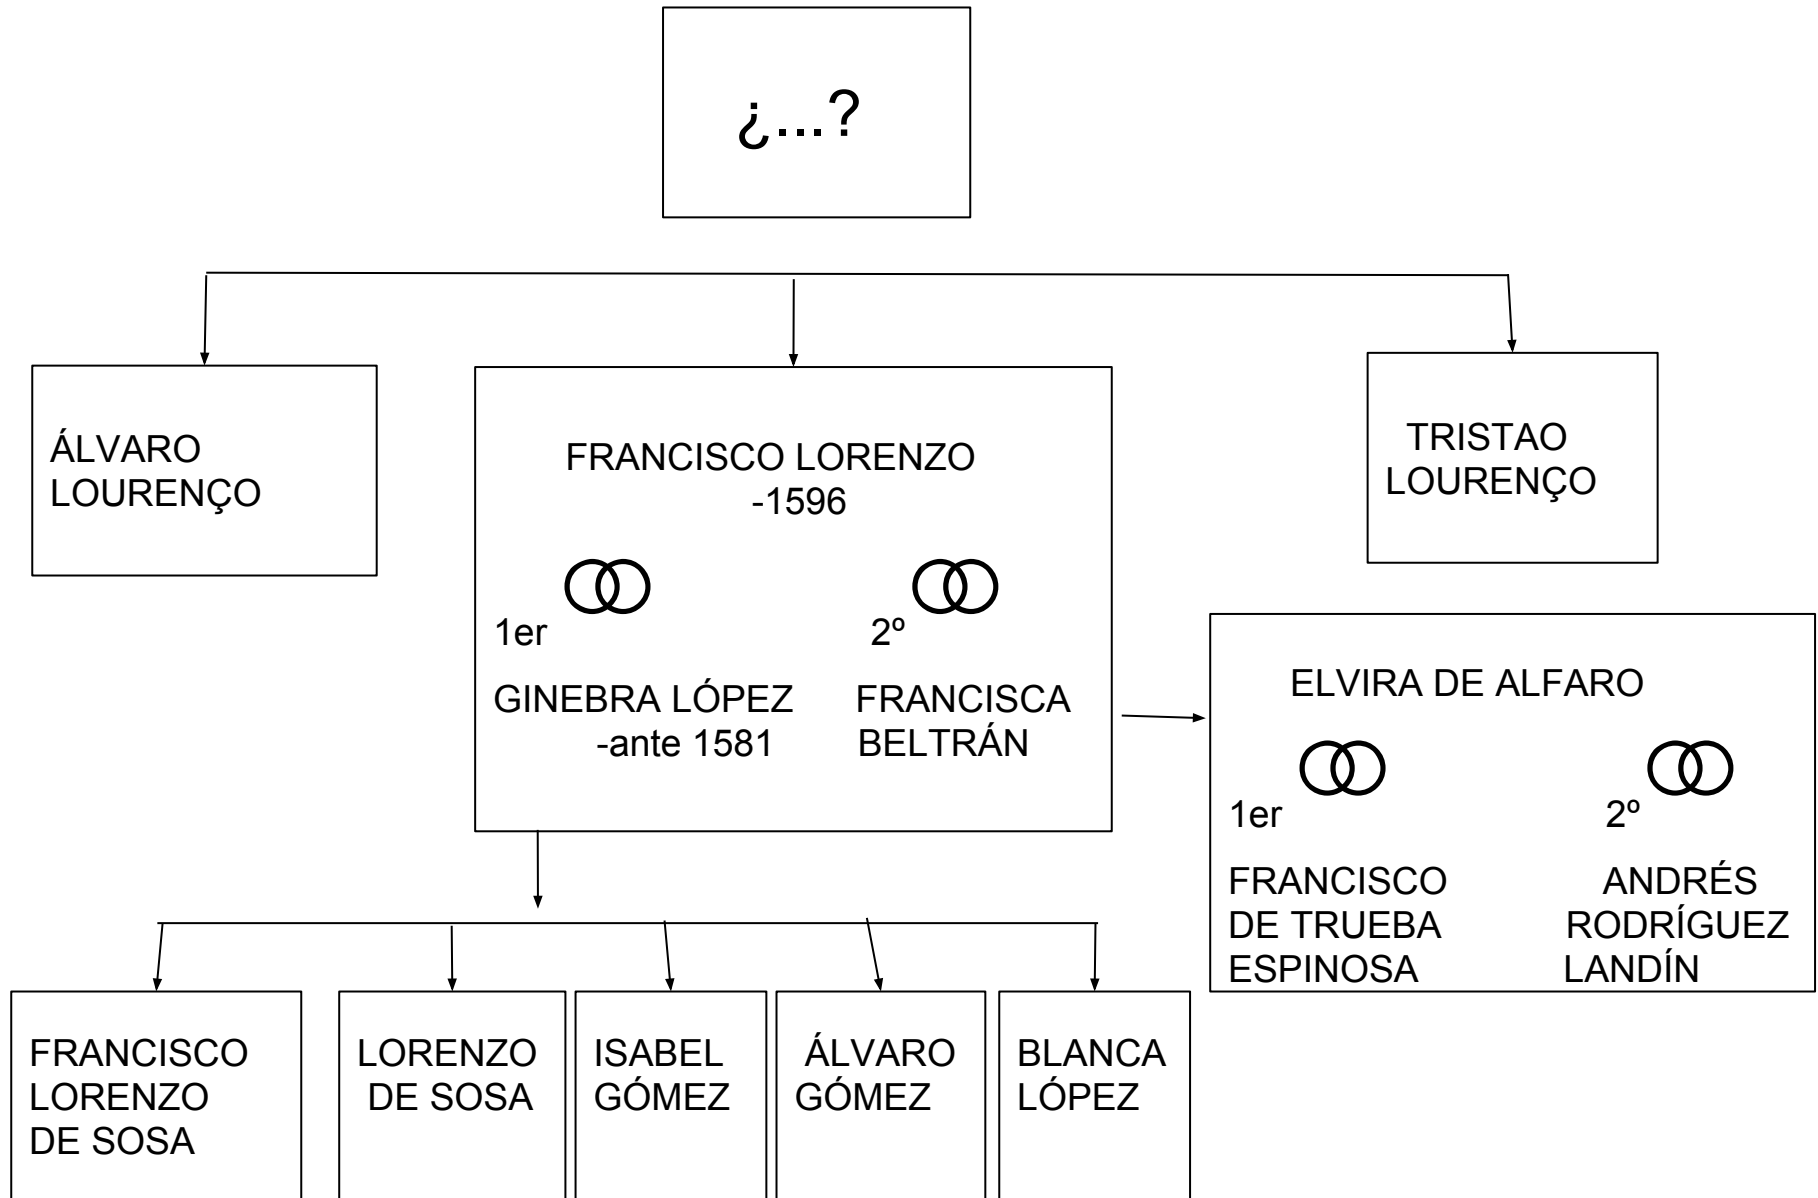 ¿...?
ÁLVARO
LOURENÇO
FRANCISCO LORENZO
-1596
1er
2º
GINEBRA LÓPEZ
-ante 1581
FRANCISCA
BELTRÁN
TRISTAO
LOURENÇO
ELVIRA DE ALFARO
1er
2º
FRANCISCO
DE TRUEBA
ESPINOSA
ANDRÉS
RODRÍGUEZ
LANDÍN
FRANCISCO
LORENZO
DE SOSA
LORENZO
DE SOSA
ISABEL
GÓMEZ
ÁLVARO
GÓMEZ
BLANCA
LÓPEZ